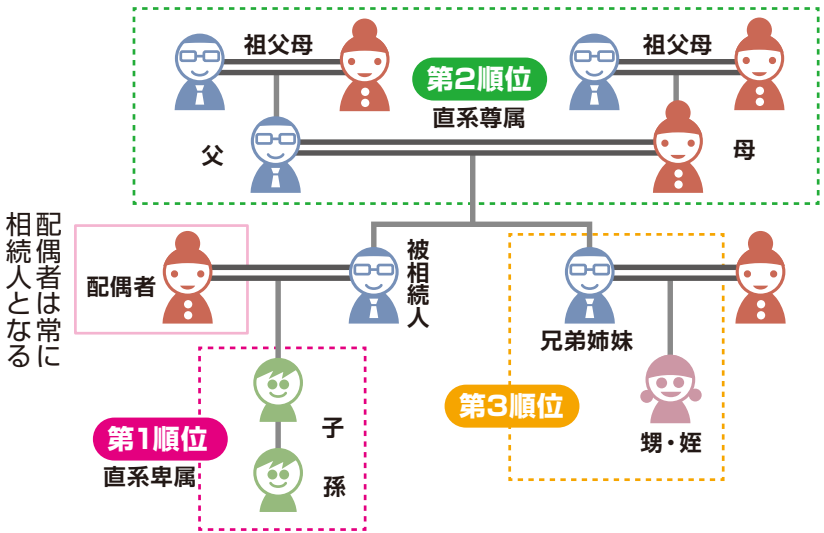 祖父母
祖父母
第2順位
直系尊属
父
母
配偶者は常に
相続人となる
配偶者
被相続人
兄弟姉妹
第3順位
甥・姪
第1順位
直系卑属
子
孫